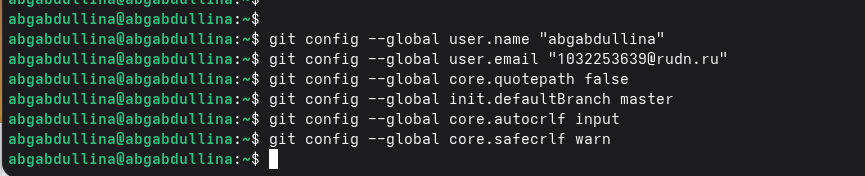 abgabdullina@abgabdullina:~$
abgabdullina@abgabdullina:~$
abgabdullina@abgabdullina:~$ git config --global user.name "abgabdullina"
abgabdullina@abgabdullina:~$ git config --global user.email "1032253639@rudn.ru"
abgabdullina@abgabdullina:~$ git config --global core.quotepath false
abgabdullina@abgabdullina:~$ git config --global init.defaultBranch master
abgabdullina@abgabdullina:~$ git config --global core.autocrlf input
abgabdullina@abgabdullina:~$ git config --global core.safecrlf warn
abgabdullina@abgabdullina:~$